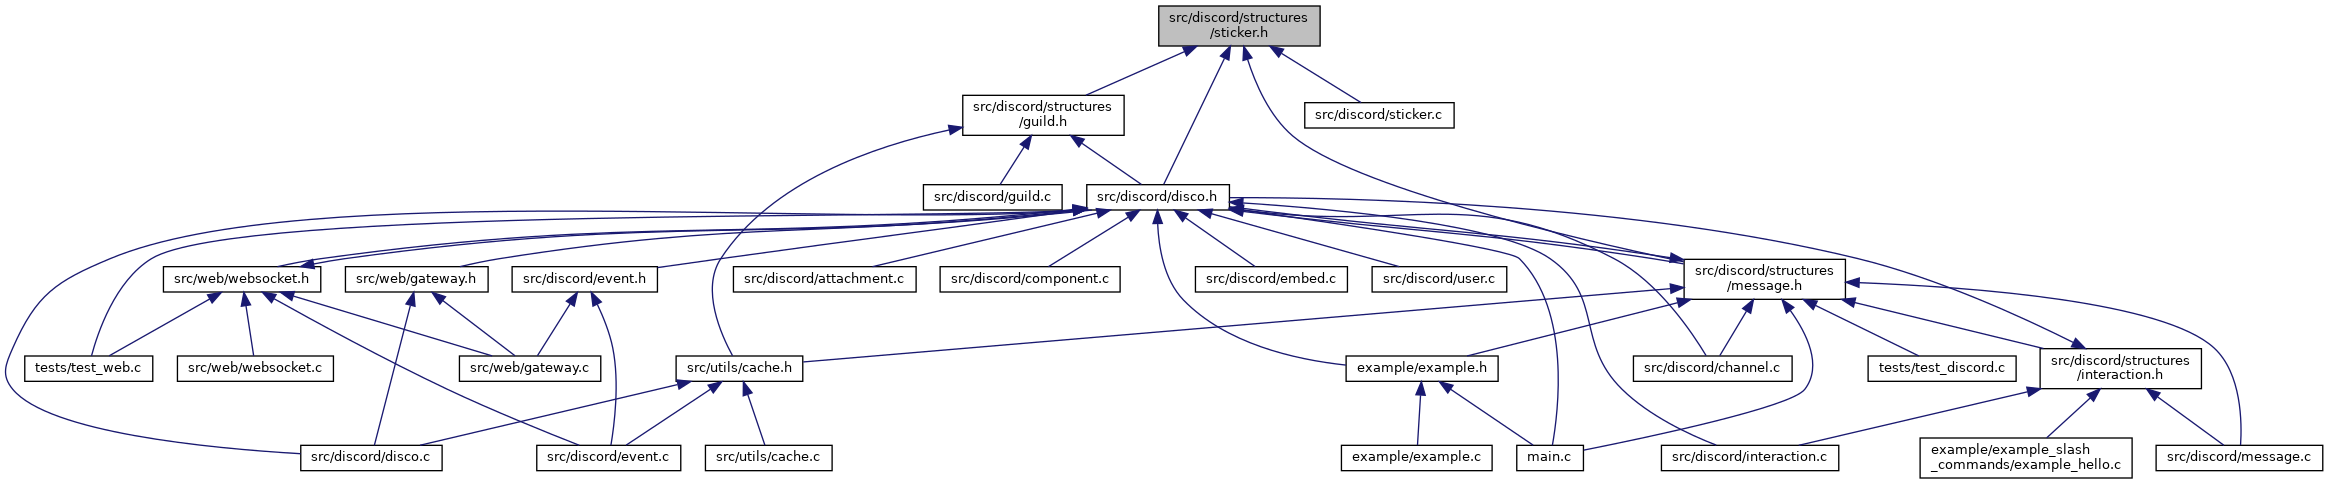 src/discord/structures
/sticker.h
src/discord/structures
/guild.h
src/discord/sticker.c
src/discord/guild.c
src/discord/disco.h
src/web/websocket.h
src/web/gateway.h
src/discord/event.h
src/discord/attachment.c
src/discord/component.c
src/discord/embed.c
src/discord/user.c
src/discord/structures
/message.h
tests/test_web.c
src/web/websocket.c
src/web/gateway.c
src/utils/cache.h
example/example.h
src/discord/channel.c
tests/test_discord.c
src/discord/structures
/interaction.h
src/discord/disco.c
src/discord/event.c
src/utils/cache.c
example/example.c
main.c
src/discord/interaction.c
example/example_slash
_commands/example_hello.c
src/discord/message.c